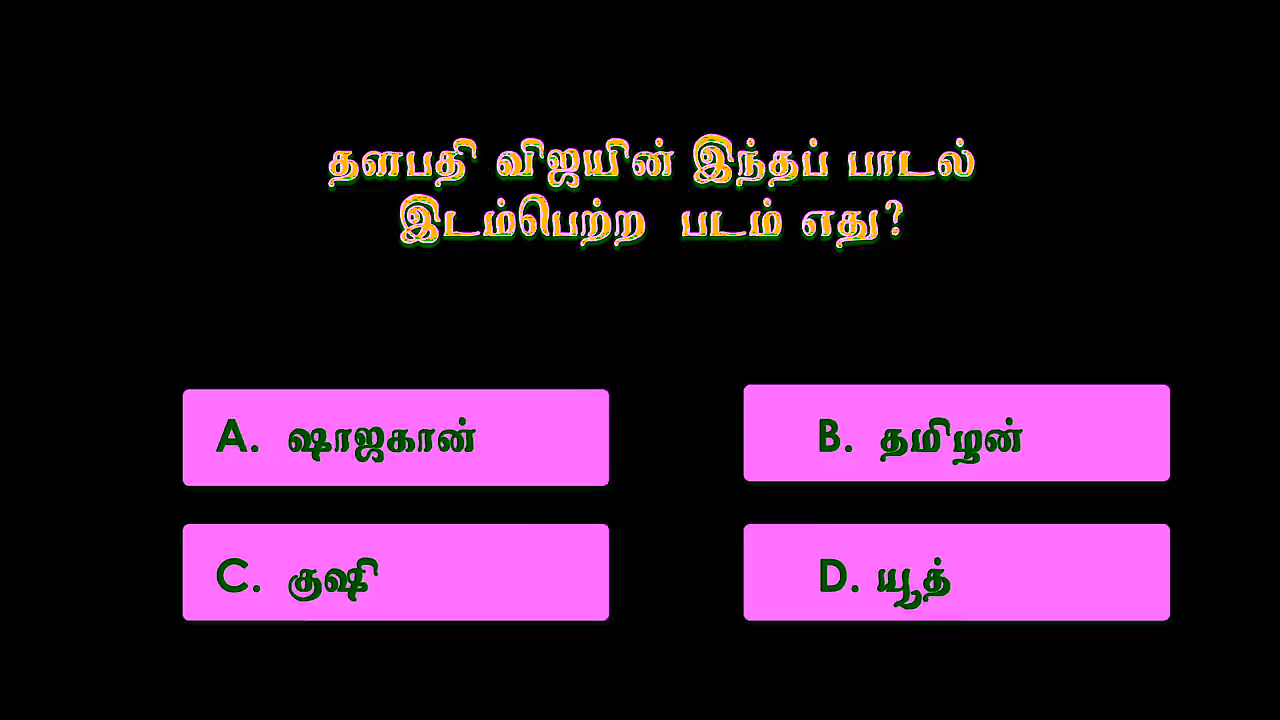 தளபதி விஜயின் இந்தப் பாடல்
இடம்பெற்ற படம் எது?
A. ஷாஜகான்
B. தமிழன்
C. குஷி
D. யூத்